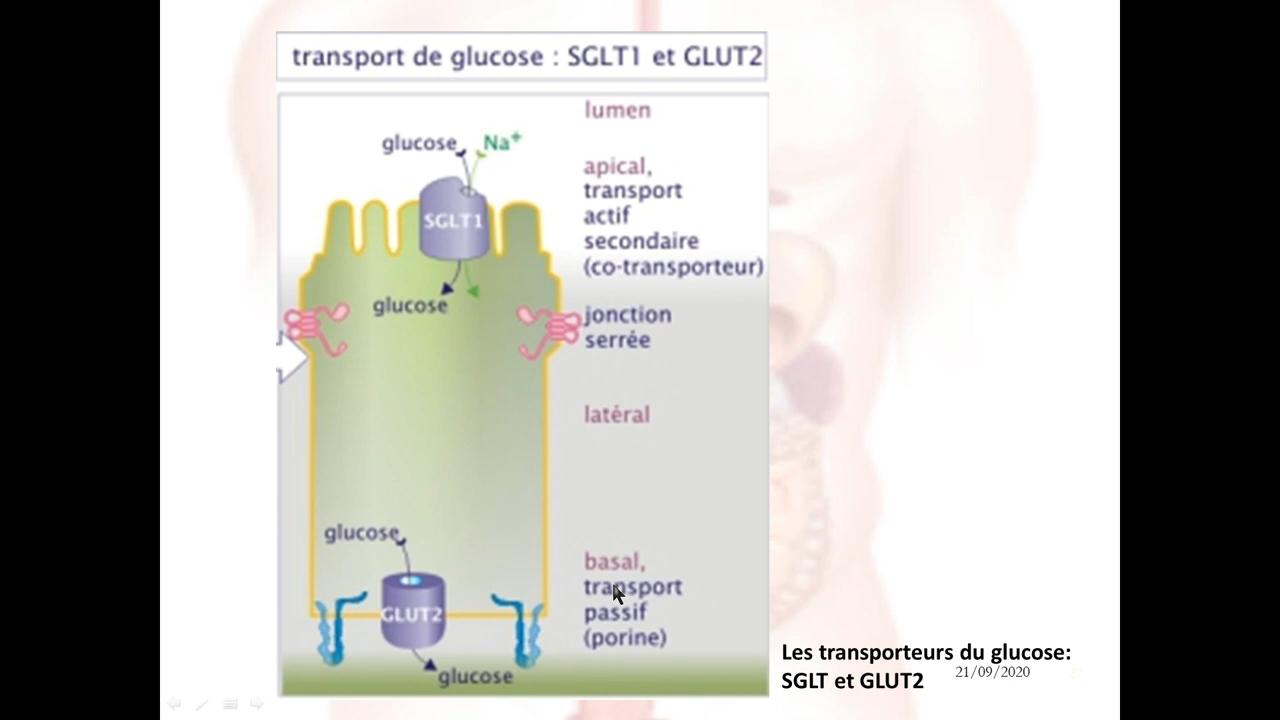 transport de glucose : SGLT1 et GLUT2
lumen
glucose
Na+
apical,
transport
actif
secondaire
(co-transporteur)
SGLT1
glucose
jonction
serrée
latéral
glucose
basal,
transport
passif
(porine)
GLUT2
glucose
Les transporteurs du glucose:
SGLT et GLUT2
21/09/2020